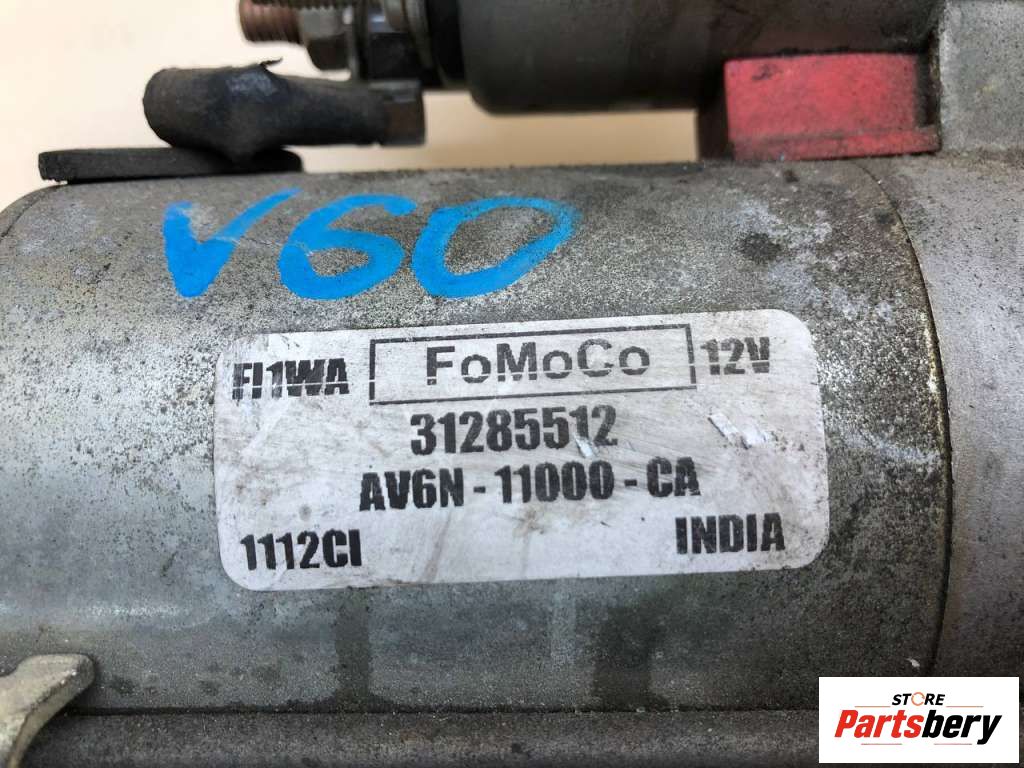 V60
FI1WA FoMoCo 12V
31285512
AV6N - 11000 - CA
1112CI INDIA
STORE
Partsbery